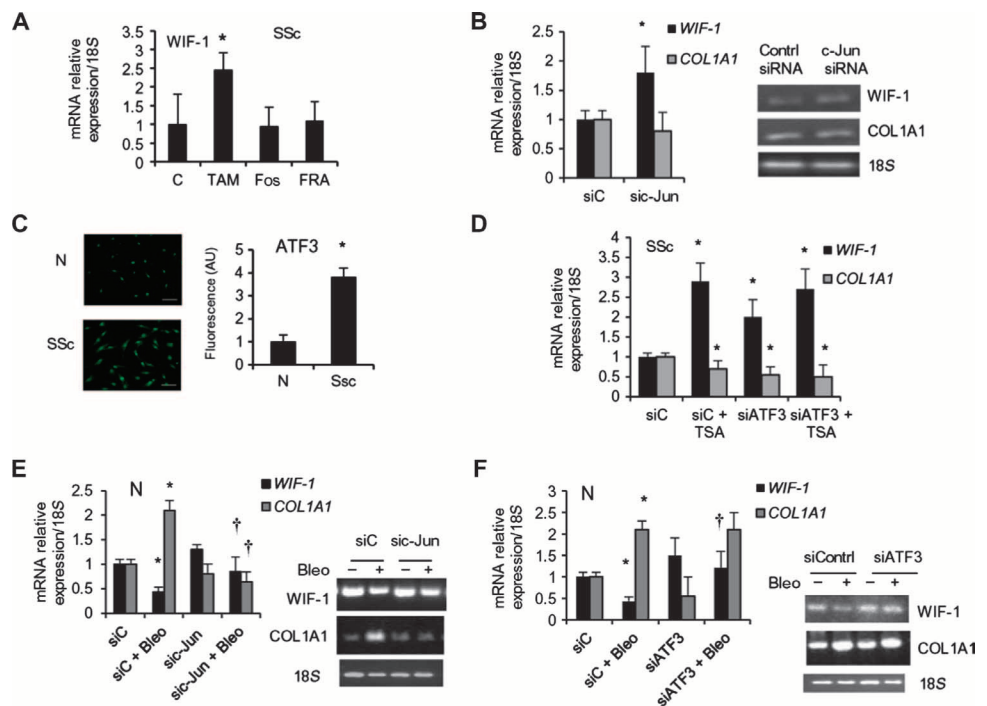 A
WIF-1
SSc
*
mRNA relative
expression/18S
3.5
3
2.5
2
1.5
1
0.5
0
C TAM Fos FRA
B
*
WIF-1
COL1A1
mRNA relative
expression/18S
2.5
2
1.5
1
0.5
0
siC sic-Jun
Contrl
siRNA
c-Jun
siRNA
WIF-1
COL1A1
18S
C
N
SSc
ATF3
*
Fluorescence (AU)
5
4
3
2
1
0
N Ssc
D
SSc
WIF-1
COL1A1
* * * * * *
mRNA relative
expression/18S
4
3.5
3
2.5
2
1.5
1
0.5
0
siC
siC +
TSA
siATF3
siATF3 +
TSA
E
N
WIF-1
COL1A1
* * † †
mRNA relative
expression/18S
2.5
2
1.5
1
0.5
0
siC
siC + Bleo
sic-Jun
sic-Jun + Bleo
siC sic-Jun
Bleo – + – +
WIF-1
COL1A1
18S
F
N
WIF-1
COL1A1
* * †
mRNA relative
expression/18S
3
2.5
2
1.5
1
0.5
0
siC
siC + Bleo
siATF3
siATF3 + Bleo
siContrl siATF3
Bleo – + – +
WIF-1
COL1A1
18S